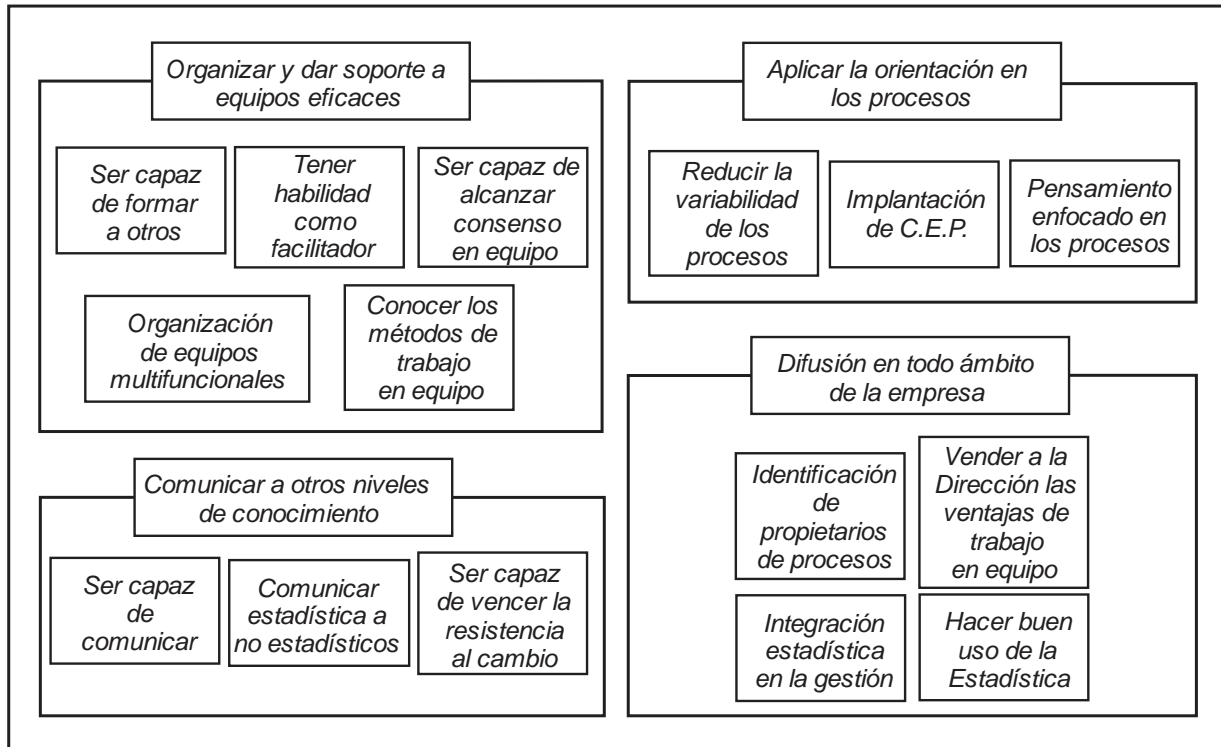 Organizar y dar soporte a
equipos eficaces
Ser capaz
de formar
a otros
Tener
habilidad
como
facilitador
Ser capaz de
alcanzar
consenso
en equipo
Organización
de equipos
multifuncionales
Conocer los
métodos de
trabajo
en equipo
Comunicar a otros niveles
de conocimiento
Ser capaz
de
comunicar
Comunicar
estadística a
no estadísticos
Ser capaz
de vencer la
resistencia
al cambio
Aplicar la orientación en
los procesos
Reducir la
variabilidad
de los
procesos
Implantación
de C.E.P.
Pensamiento
enfocado en
los procesos
Difusión en todo ámbito
de la empresa
Identificación
de
propietarios
de procesos
Vender a la
Dirección las
ventajas de
trabajo
en equipo
Integración
estadística
en la gestión
Hacer buen
uso de la
Estadística